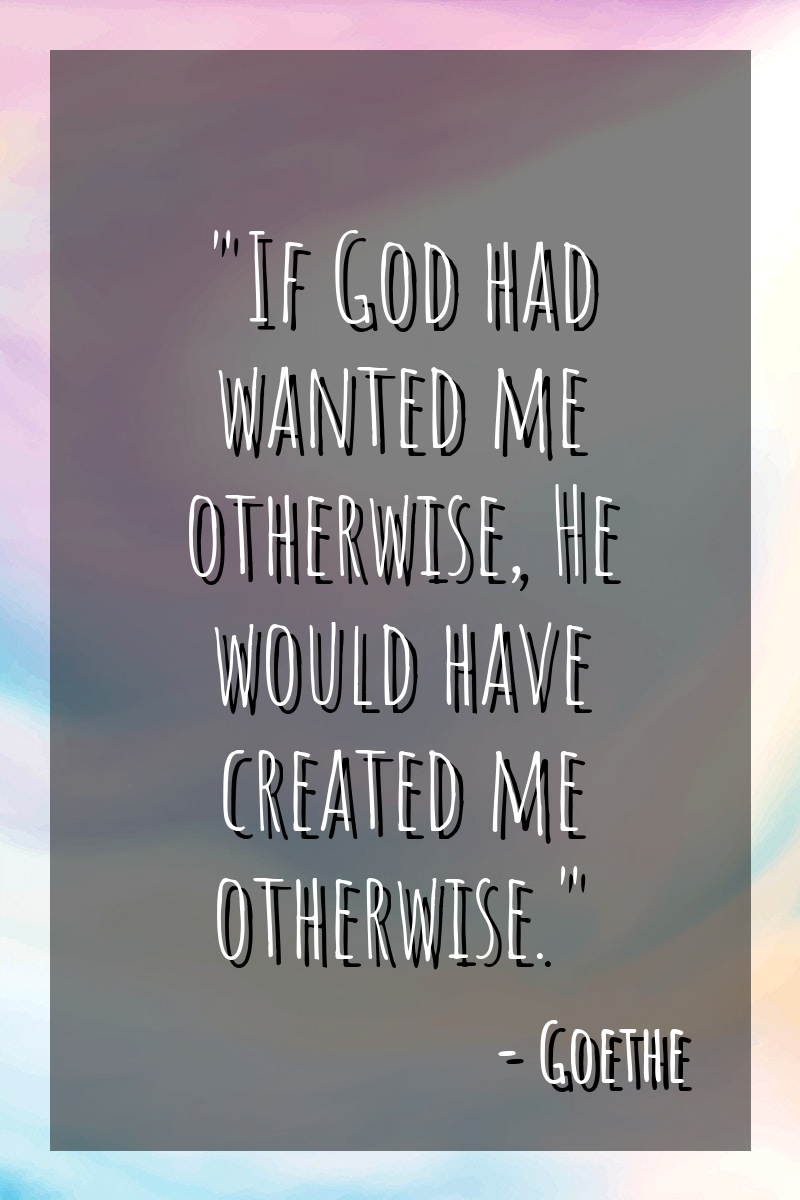 "If God had
wanted me
otherwise, He
would have
created me
otherwise."
- Goethe